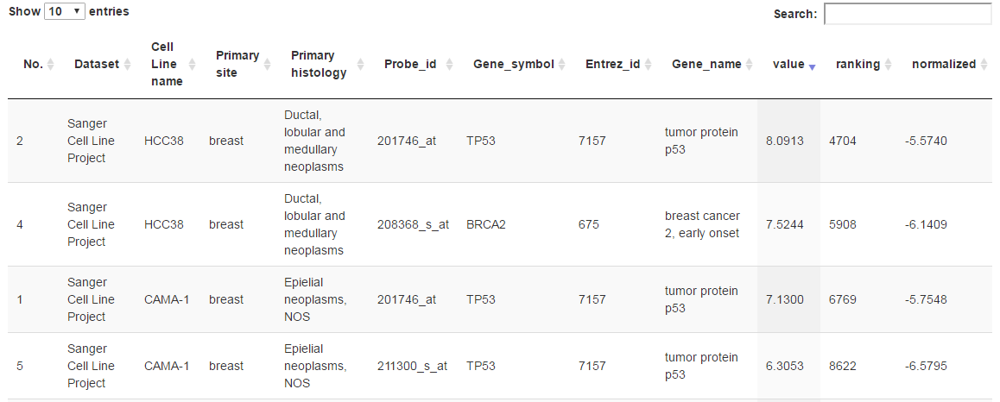 Show 10 entries
Search:
No. Dataset Cell Line name Primary site Primary histology Probe_id Gene_symbol Entrez_id Gene_name value ranking normalized
2 Sanger Cell Line Project HCC38 breast Ductal, lobular and medullary neoplasms 201746_at TP53 7157 tumor protein p53 8.0913 4704 -5.5740
4 Sanger Cell Line Project HCC38 breast Ductal, lobular and medullary neoplasms 208368_s_at BRCA2 675 breast cancer 2, early onset 7.5244 5908 -6.1409
1 Sanger Cell Line Project CAMA-1 breast Epielial neoplasms, NOS 201746_at TP53 7157 tumor protein p53 7.1300 6769 -5.7548
5 Sanger Cell Line Project CAMA-1 breast Epielial neoplasms, NOS 211300_s_at TP53 7157 tumor protein p53 6.3053 8622 -6.5795